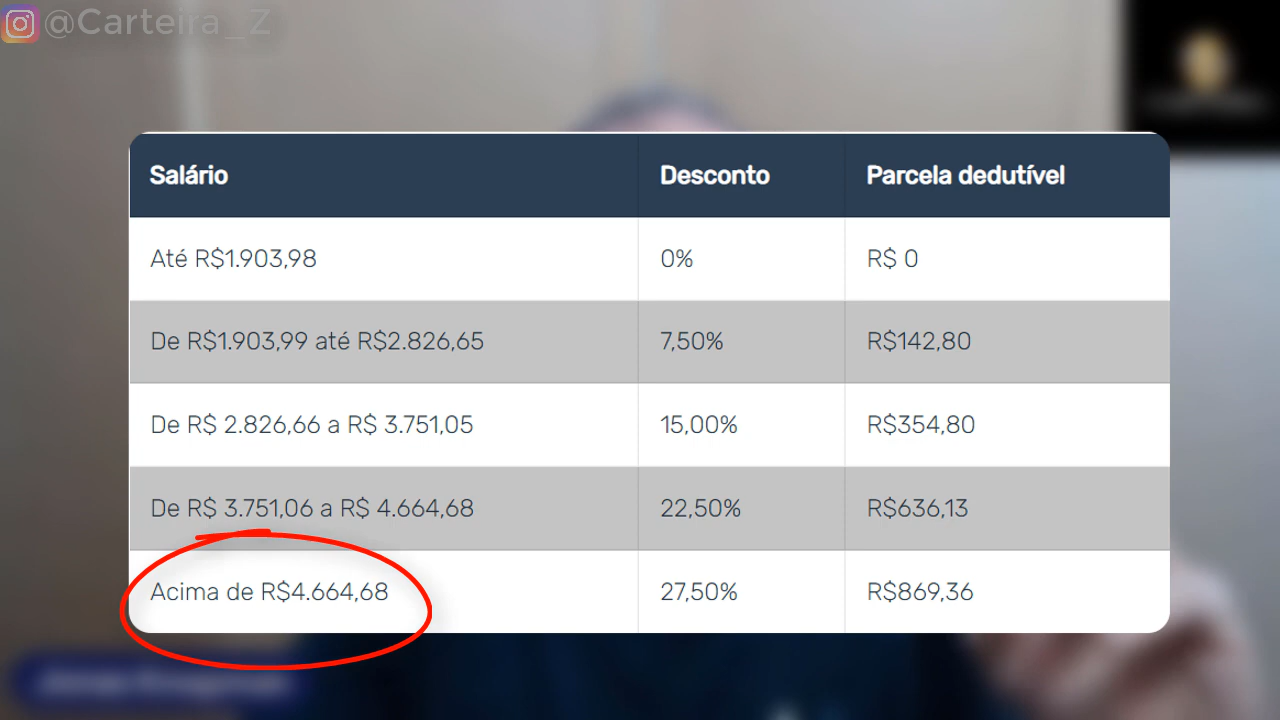 @Carteira_Z
Salário Desconto Parcela dedutível
Até R$1.903,98 0% R$ 0
De R$1.903,99 até R$2.826,65 7,50% R$142,80
De R$ 2.826,66 a R$ 3.751,05 15,00% R$354,80
De R$ 3.751,06 a R$ 4.664,68 22,50% R$636,13
Acima de R$4.664,68 27,50% R$869,36